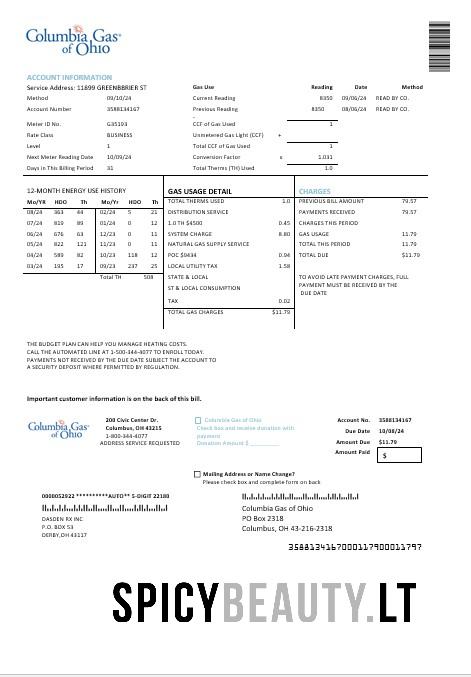 Columbia Gas®
of Ohio
ACCOUNT INFORMATION
Service Address: 11899 GREENBBRIER ST
Method 09/10/24
Account Number 3588134167
Meter ID No. G35193
Rate Class BUSINESS
Level 1
Next Meter Reading Date 10/09/24
Days in This Billing Period 31
Gas Use Reading Date Method
Current Reading 8350 09/06/24 READ BY CO.
Previous Reading 8350 08/06/24 READ BY CO.
-
CCF of Gas Used 1
Unmetered Gas Light (CCF) +
Total CCF of Gas Used 1
Conversion Factor x 1.031
Total Therms (TH) Used 1.0
12-MONTH ENERGY USE HISTORY
Mo/YR HDO Th Mo/Yr HDO Th
08/24 363 44 02/24 5 21
07/24 819 89 01/24 0 12
06/24 676 63 12/23 0 11
05/24 822 121 11/23 0 12
04/24 589 82 10/23 118 12
03/24 195 17 09/23 237 25
Total TH 508
GAS USAGE DETAIL
TOTAL THERMS USED 1.0
DISTRIBUTION SERVICE
1.0 TH $4500 0.45
SYSTEM CHARGE 8.80
NATURAL GAS SUPPLY SERVICE
POC $9434 0.94
LOCAL UTILITY TAX 1.58
STATE & LOCAL
ST & LOCAL CONSUMPTION
TAX 0.02
TOTAL GAS CHARGES $11.79
CHARGES
PREVIOUS BILL AMOUNT 79.57
PAYMENTS RECEIVED 79.57
CHARGES THIS PERIOD
GAS USAGE 11.79
TOTAL THIS PERIOD 11.79
TOTAL DUE $11.79
TO AVOID LATE PAYMENT CHARGES, FULL
PAYMENT MUST BE RECEIVED BY THE
DUE DATE
THE BUDGET PLAN CAN HELP YOU MANAGE HEATING COSTS.
CALL THE AUTOMATED LINE AT 1-500-344-4077 TO ENROLL TODAY.
PAYMENTS NOT RECEIVED BY THE DUE DATE SUBJECT THE ACCOUNT TO
A SECURITY DEPOSIT WHERE PERMITTED BY REGULATION.
Important customer information is on the back of this bill.
Columbia Gas®
of Ohio
200 Civic Center Dr.
Columbus, OH 43215
1-800-344-4077
ADDRESS SERVICE REQUESTED
Columbia Gas of Ohio
Check box and receive donation with
payment
Donation Amount $ ________
Account No. 3588134167
Due Date 10/08/24
Amount Due $11.79
Amount Paid $
Mailing Address or Name Change?
Please check box and complete form on back
0000052922 **********AUTO** 5-DIGIT 22180
DASDEN RX INC
P.O. BOX 53
DERBY,OH 43117
Columbia Gas of Ohio
PO Box 2318
Columbus, OH 43-216-2318
3588134167000117900011797
SPICYBEAUTY.LT